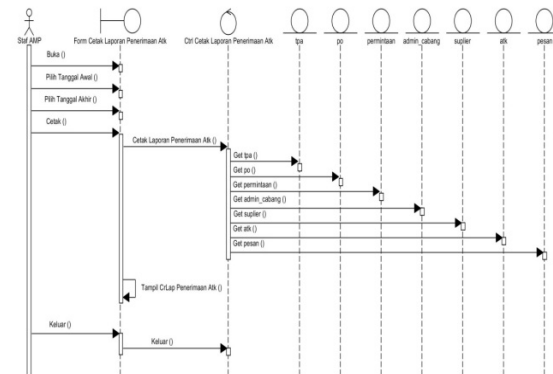 Staf AMP
Form Cetak Laporan Penerimaan Atk
Ctrl Cetak Laporan Penerimaan Atk
tpa
po
permintaan
admin_cabang
suplier
atk
pesan
Buka ()
Pilih Tanggal Awal ()
Pilih Tanggal Akhir ()
Cetak ()
Cetak Laporan Penerimaan Atk ()
Get tpa ()
Get po ()
Get permintaan ()
Get admin_cabang ()
Get suplier ()
Get atk ()
Get pesan ()
Tampil CrLap Penerimaan Atk ()
Keluar ()
Keluar ()